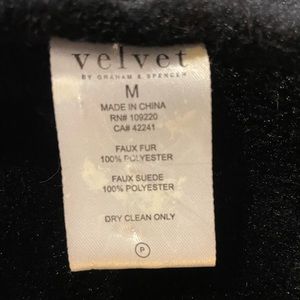 velvet
BY GRAHAM & SPENCER
M
MADE IN CHINA
RN# 109220
CA# 42241
FAUX FUR
100% POLYESTER
FAUX SUEDE
100% POLYESTER
DRY CLEAN ONLY
P